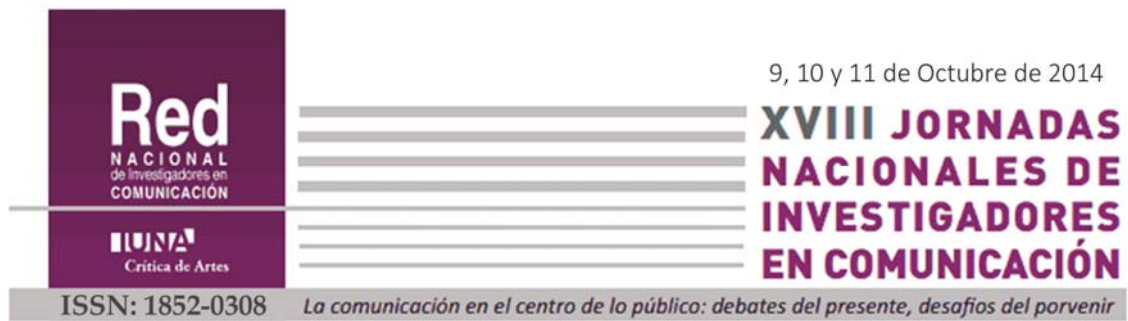 Red
NACIONAL
de Investigadores en
COMUNICACIÓN
IUNA
Crítica de Artes
9, 10 y 11 de Octubre de 2014
XVIII JORNADAS
NACIONALES DE
INVESTIGADORES
EN COMUNICACIÓN
ISSN: 1852-0308
La comunicación en el centro de lo público: debates del presente, desafíos del porvenir